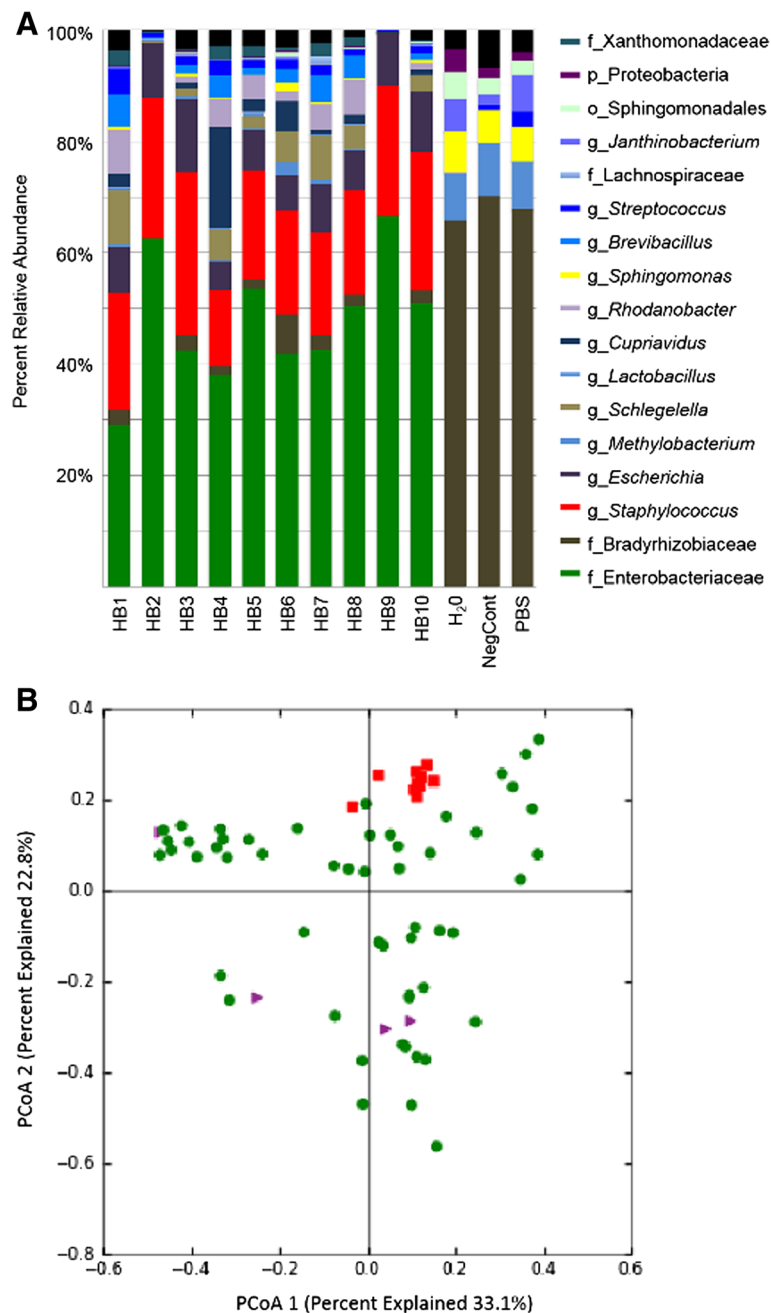 A
Percent Relative Abundance
100%
80%
60%
40%
20%
HB1
HB2
HB3
HB4
HB5
HB6
HB7
HB8
HB9
HB10
H₂0
NegCont
PBS
f_Xanthomonadaceae
p_Proteobacteria
o_Sphingomonadales
g_Janthinobacterium
f_Lachnospiraceae
g_Streptococcus
g_Brevibacillus
g_Sphingomonas
g_Rhodanobacter
g_Cupriavidus
g_Lactobacillus
g_Schlegelella
g_Methylobacterium
g_Escherichia
g_Staphylococcus
f_Bradyrhizobiaceae
f_Enterobacteriaceae
B
PCoA 2 (Percent Explained 22.8%)
0.4
0.2
0.0
−0.2
−0.4
−0.6
−0.8
−0.6
−0.4
−0.2
0.0
0.2
0.4
0.6
PCoA 1 (Percent Explained 33.1%)